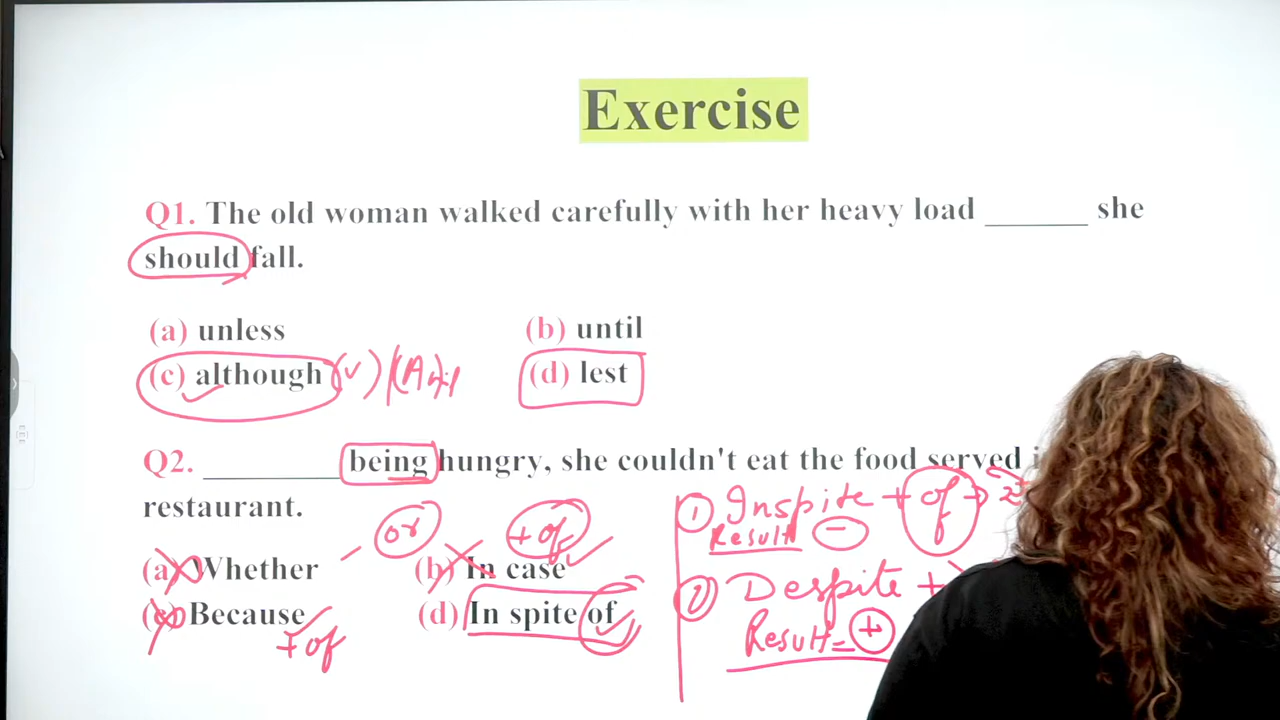 Exercise
Q1. The old woman walked carefully with her heavy load ______ she
should fall.
(a) unless (b) until
(c) although (v) (d) lest
Q2. ________ being hungry, she couldn't eat the food served
restaurant.
or + of
① Inspite + of +
Result -
(a) Whether (b) In case
② Despite +
(c) Because (d) In spite of
+ of
Result = +